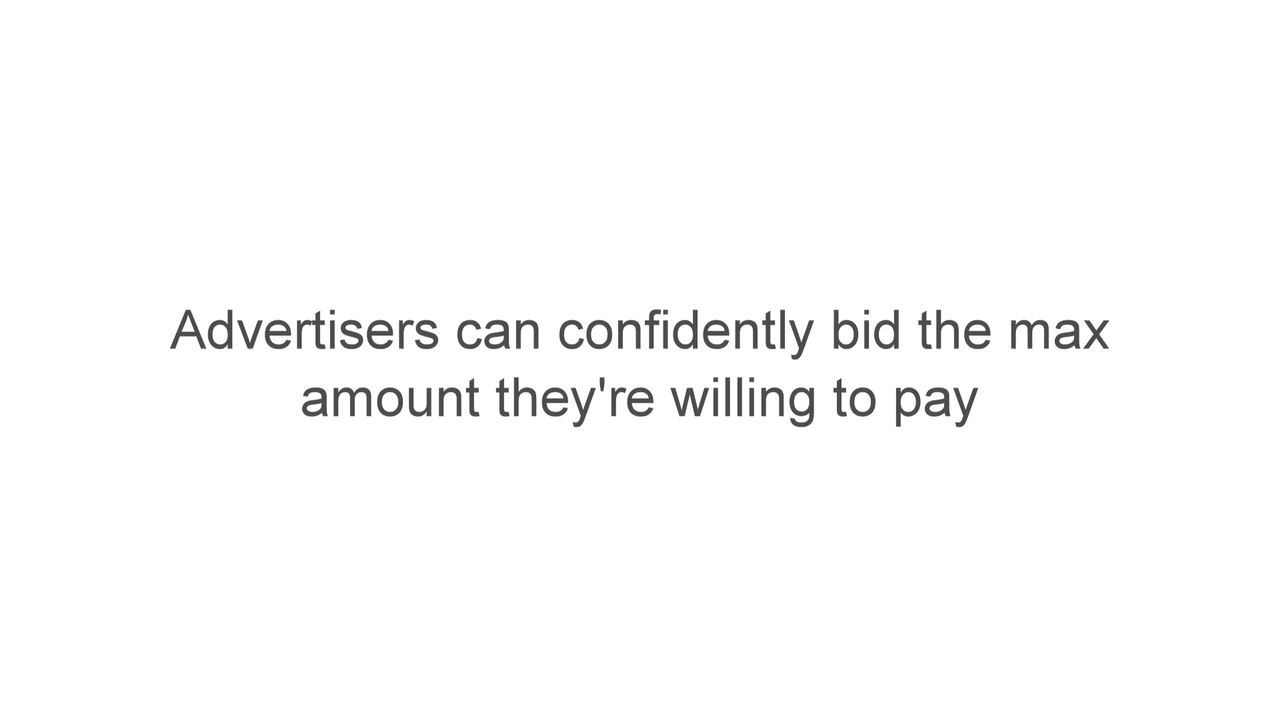 Advertisers can confidently bid the max
amount they're willing to pay